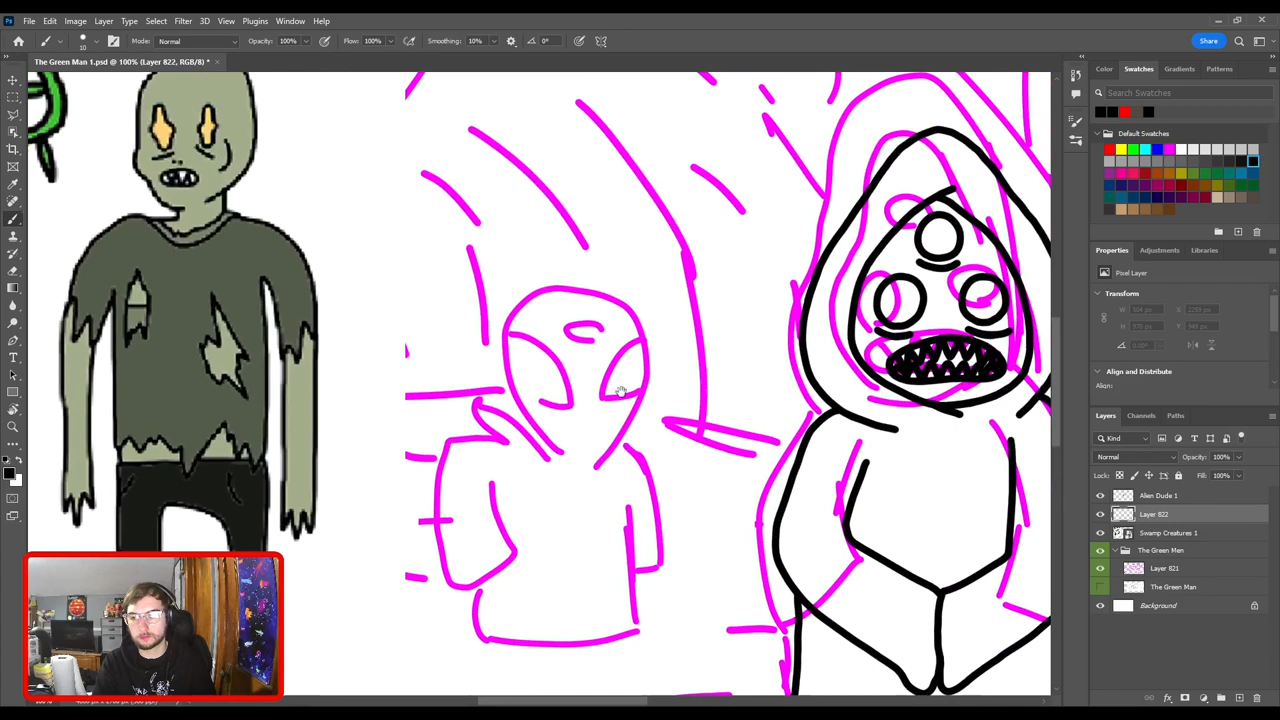 File Edit Image Layer Type Select Filter 3D View Plugins Window Help
10 Mode: Normal Opacity: 100% Flow: 100% Smoothing: 10% 0° Share
The Green Man 1.psd @ 100% (Layer 822, RGB/8) *
Color Swatches Gradients Patterns
Search Swatches
Default Swatches
Properties Adjustments Libraries
Pixel Layer
Transform
Align and Distribute
Align:
Layers Channels Paths
Kind
Normal Opacity: 100%
Lock: Fill: 100%
Alien Dude 1
Layer 822
Swamp Creatures 1
The Green Men
Layer 821
The Green Man
Background